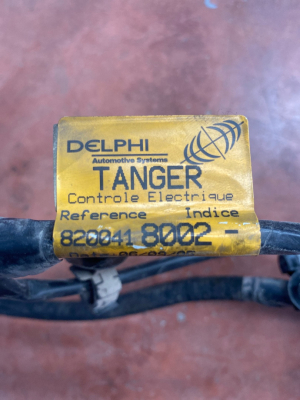 DELPHI
Automotive Systems
TANGER
Controle Electrique
Reference Indice
8200418002 -